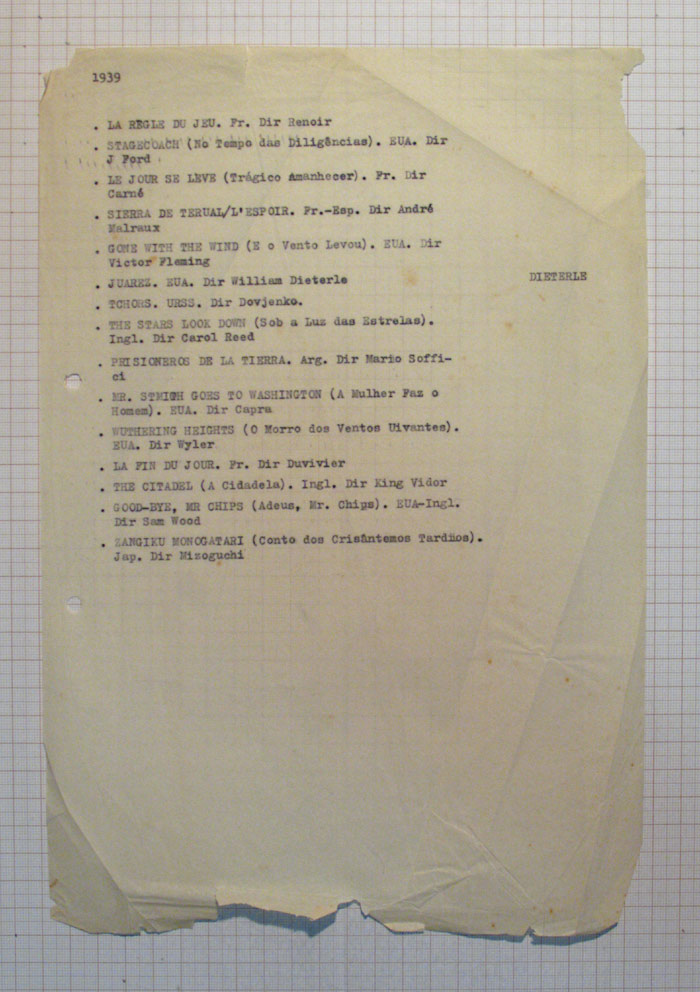 1939
. LA RÈGLE DU JEU. Fr. Dir Renoir
. STAGECOACH (No Tempo das Diligências). EUA. Dir
J Ford
. LE JOUR SE LÈVE (Trágico Amanhecer). Fr. Dir
Carné
. SIERRA DE TERUAL/L'ESPOIR. Fr.-Esp. Dir André
Malraux
. GONE WITH THE WIND (E o Vento Levou). EUA. Dir
Victor Fleming
. JUAREZ. EUA. Dir William Dieterle
DIETERLE
. TCHORS. URSS. Dir Dovjenko.
. THE STARS LOOK DOWN (Sob a Luz das Estrelas).
Ingl. Dir Carol Reed
. PRISIONEROS DE LA TIERRA. Arg. Dir Mario Soffi-
ci
. MR. STMIGH GOES TO WASHINGTON (A Mulher Faz o
Homem). EUA. Dir Capra
. WUTHERING HEIGHTS (O Morro dos Ventos Uivantes).
EUA. Dir Wyler
. LA FIN DU JOUR. Fr. Dir Duvivier
. THE CITADEL (A Cidadela). Ingl. Dir King Vidor
. GOOD-BYE, MR CHIPS (Adeus, Mr. Chips). EUA-Ingl.
Dir Sam Wood
. ZANGIKU MONOGATARI (Conto dos Crisântemos Tardios).
Jap. Dir Mizoguchi